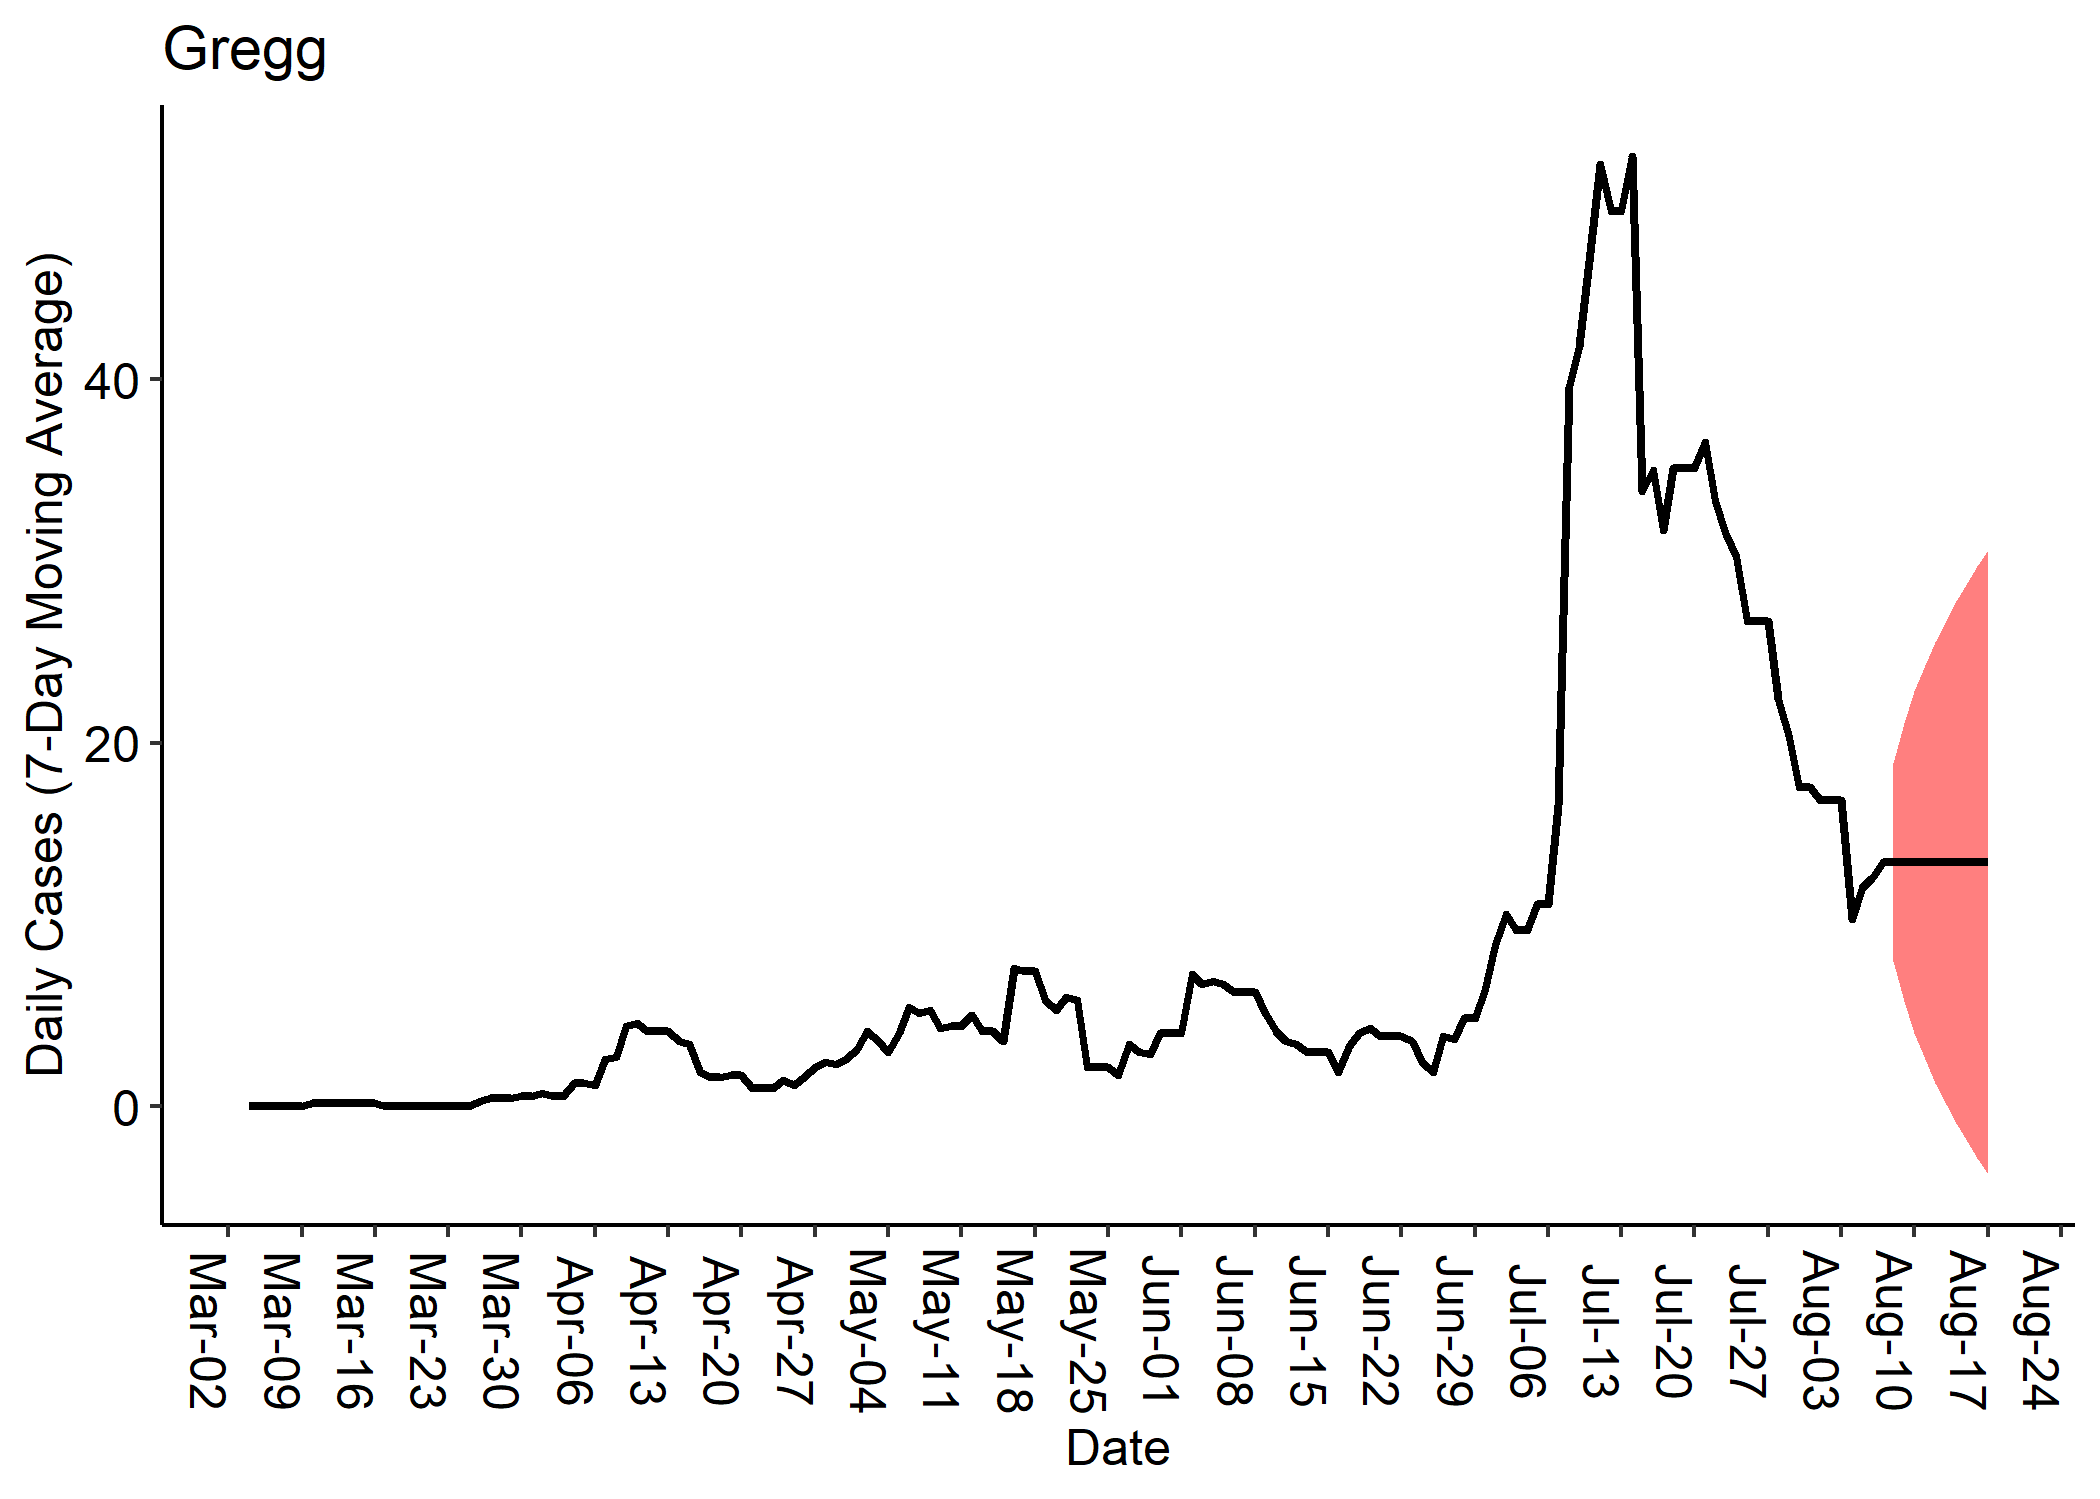 Gregg
Daily Cases (7-Day Moving Average)
40
20
0
Mar-02
Mar-09
Mar-16
Mar-23
Mar-30
Apr-06
Apr-13
Apr-20
Apr-27
May-04
May-11
May-18
May-25
Jun-01
Jun-08
Jun-15
Jun-22
Jun-29
Jul-06
Jul-13
Jul-20
Jul-27
Aug-03
Aug-10
Aug-17
Aug-24
Date